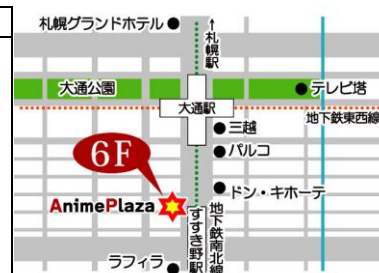 札幌グランドホテル
↑札幌駅
大通公園
テレビ塔
大通駅
地下鉄東西線
三越
パルコ
6F
ドン・キホーテ
AnimePlaza
地下鉄南北線
すすき野駅
ラフィラ